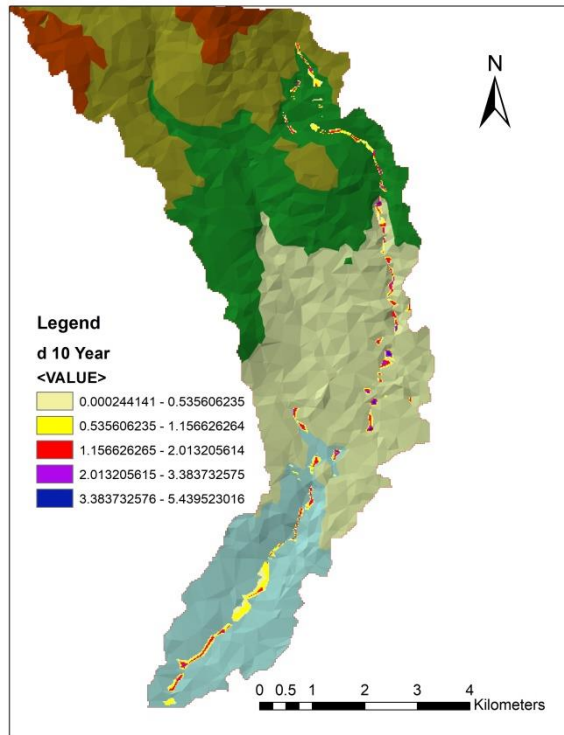 N
Legend
d 10 Year
<VALUE>
0.000244141 - 0.535606235
0.535606235 - 1.156626264
1.156626265 - 2.013205614
2.013205615 - 3.383732575
3.383732576 - 5.439523016
0 0.5 1 2 3 4
Kilometers